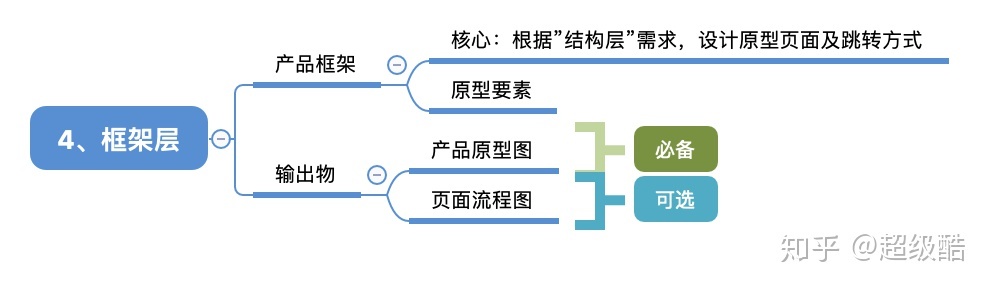 核心：根据”结构层”需求，设计原型页面及跳转方式
产品框架
原型要素
4、框架层
产品原型图
必备
输出物
页面流程图
可选
知乎 @超级酷